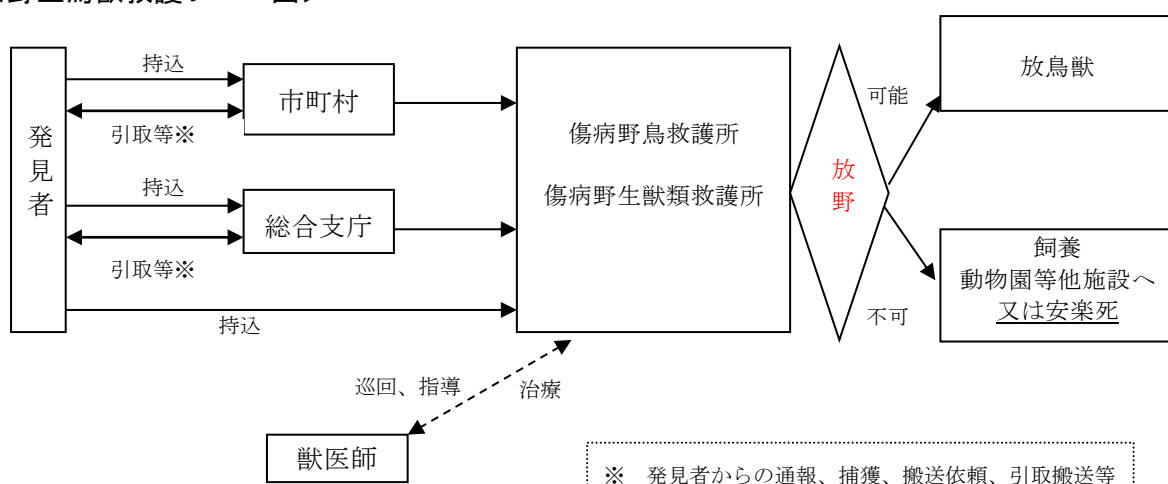 発見者
持込
引取等※
市町村
持込
引取等※
総合支庁
持込
傷病野鳥救護所
傷病野生獣類救護所
放野
可能
放鳥獣
不可
飼養
動物園等他施設へ
又は安楽死
巡回、指導
治療
獣医師
※ 発見者からの通報、捕獲、搬送依頼、引取搬送等